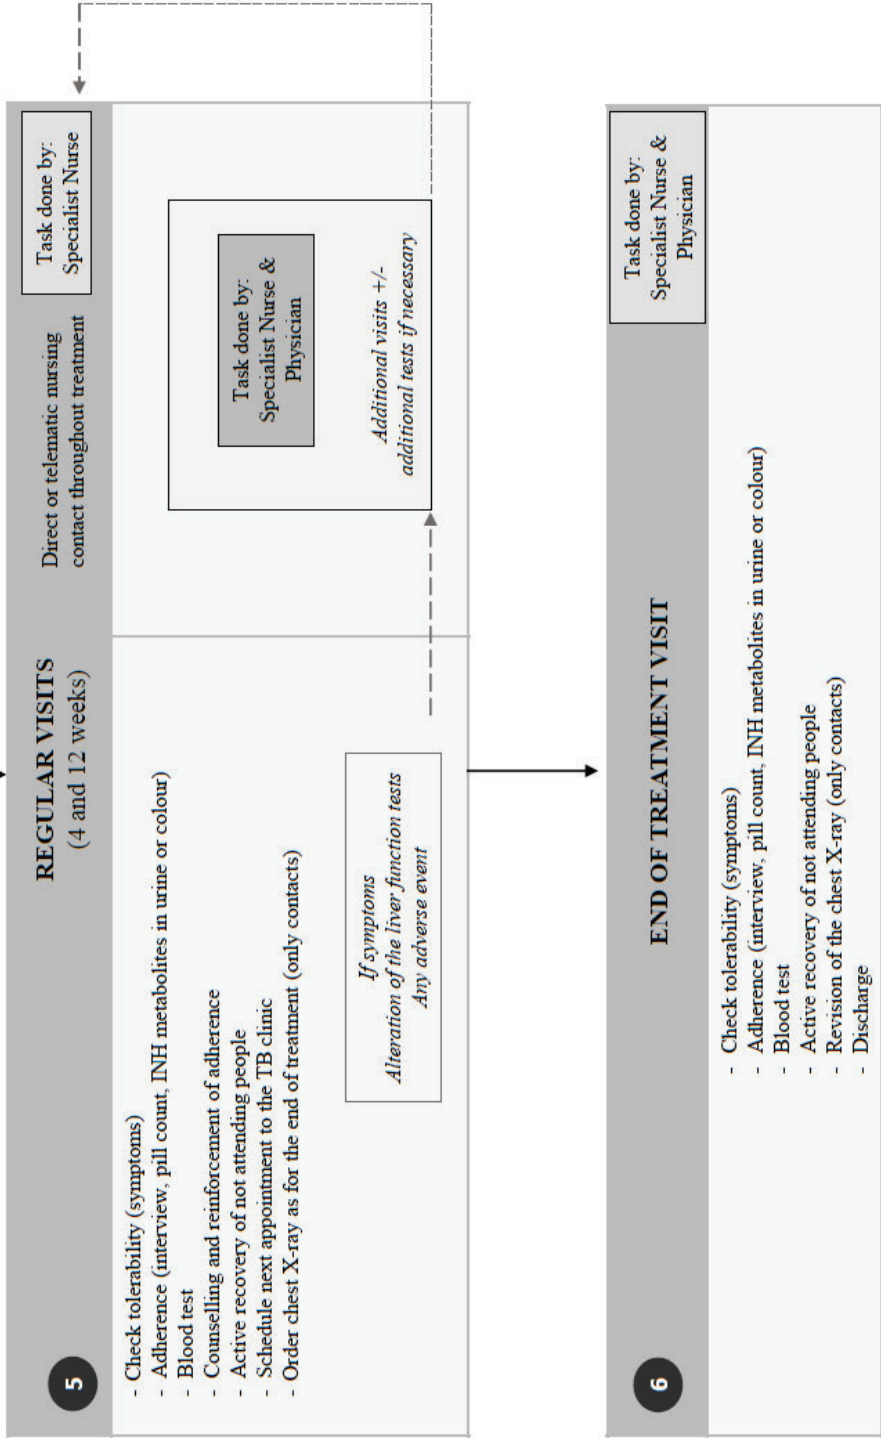 5
REGULAR VISITS
(4 and 12 weeks)
Direct or telematic nursing
contact throughout treatment
Task done by:
Specialist Nurse
- Check tolerability (symptoms)
- Adherence (interview, pill count, INH metabolites in urine or colour)
- Blood test
- Counselling and reinforcement of adherence
- Active recovery of not attending people
- Schedule next appointment to the TB clinic
- Order chest X-ray as for the end of treatment (only contacts)
If symptoms
Alteration of the liver function tests
Any adverse event
Task done by:
Specialist Nurse &
Physician
Additional visits +/-
additional tests if necessary
6
END OF TREATMENT VISIT
Task done by:
Specialist Nurse &
Physician
- Check tolerability (symptoms)
- Adherence (interview, pill count, INH metabolites in urine or colour)
- Blood test
- Active recovery of not attending people
- Revision of the chest X-ray (only contacts)
- Discharge